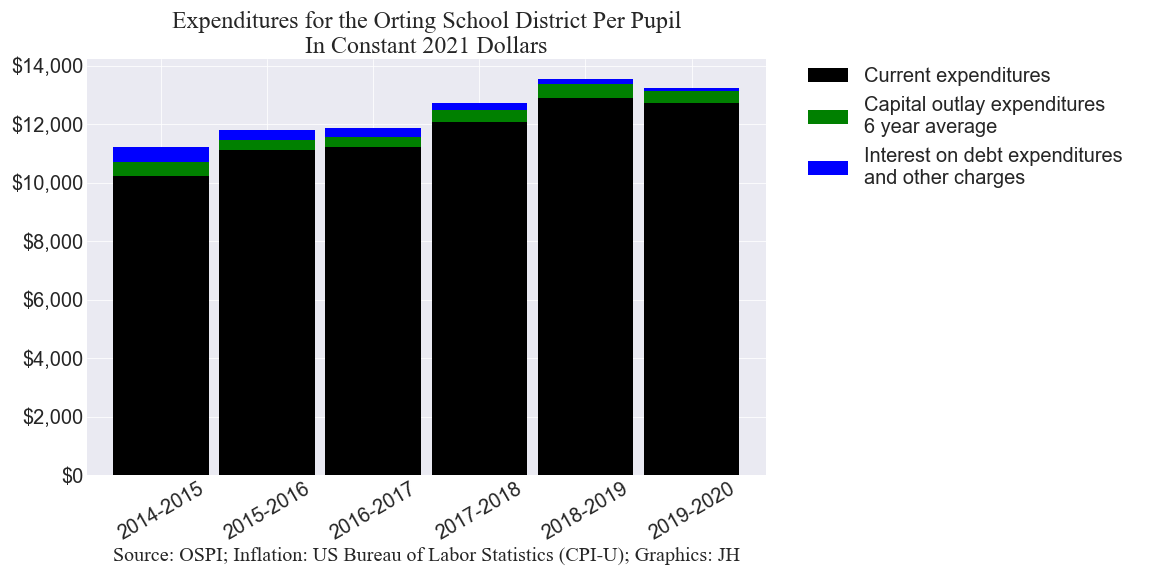 Expenditures for the Orting School District Per Pupil
In Constant 2021 Dollars
$14,000
$12,000
$10,000
$8,000
$6,000
$4,000
$2,000
$0
2014-2015
2015-2016
2016-2017
2017-2018
2018-2019
2019-2020
Current expenditures
Capital outlay expenditures
6 year average
Interest on debt expenditures
and other charges
Source: OSPI; Inflation: US Bureau of Labor Statistics (CPI-U); Graphics: JH